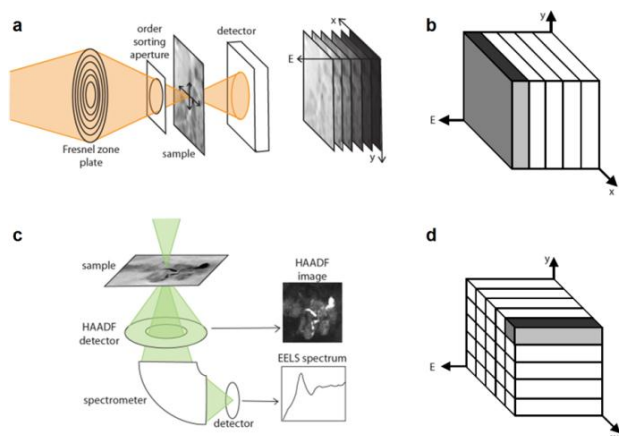 a
order
sorting
aperture
detector
Fresnel zone
plate
sample
x
E
y
b
y
E
x
c
sample
HAADF
detector
spectrometer
detector
HAADF
image
EELS spectrum
d
y
E